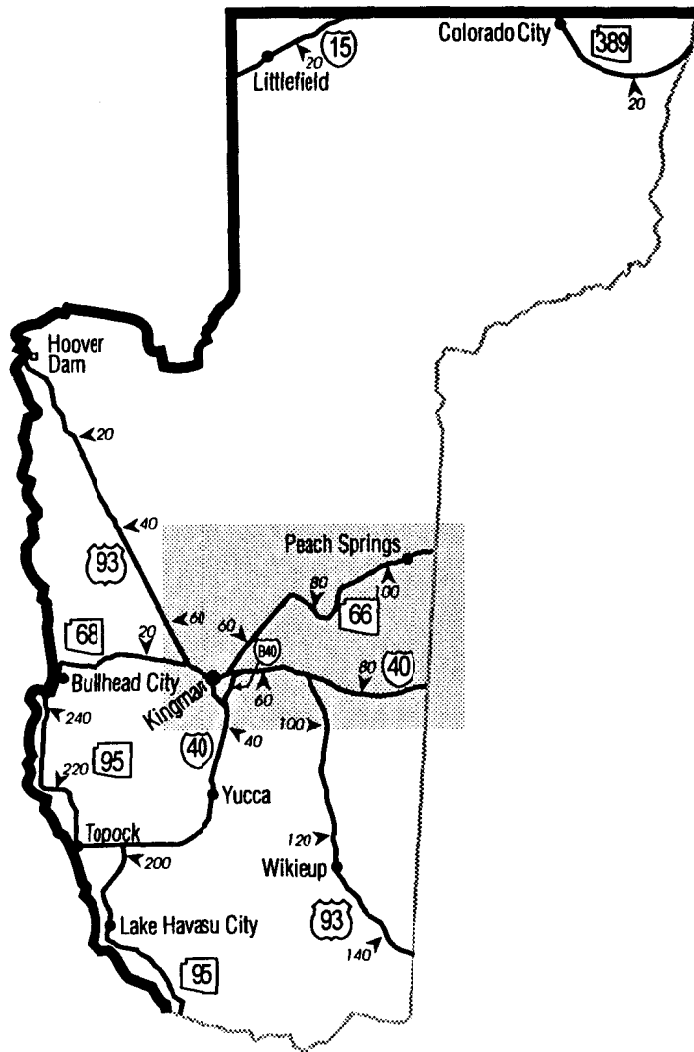 Colorado City
15
389
20
Littlefield
20
Hoover
Dam
20
40
93
Peach Springs
80
00
66
60
60
68
20
B40
40
80
Bullhead City
Kingman
60
240
100
40
40
95
220
Yucca
Topock
120
200
Wikieup
Lake Havasu City
93
140
95